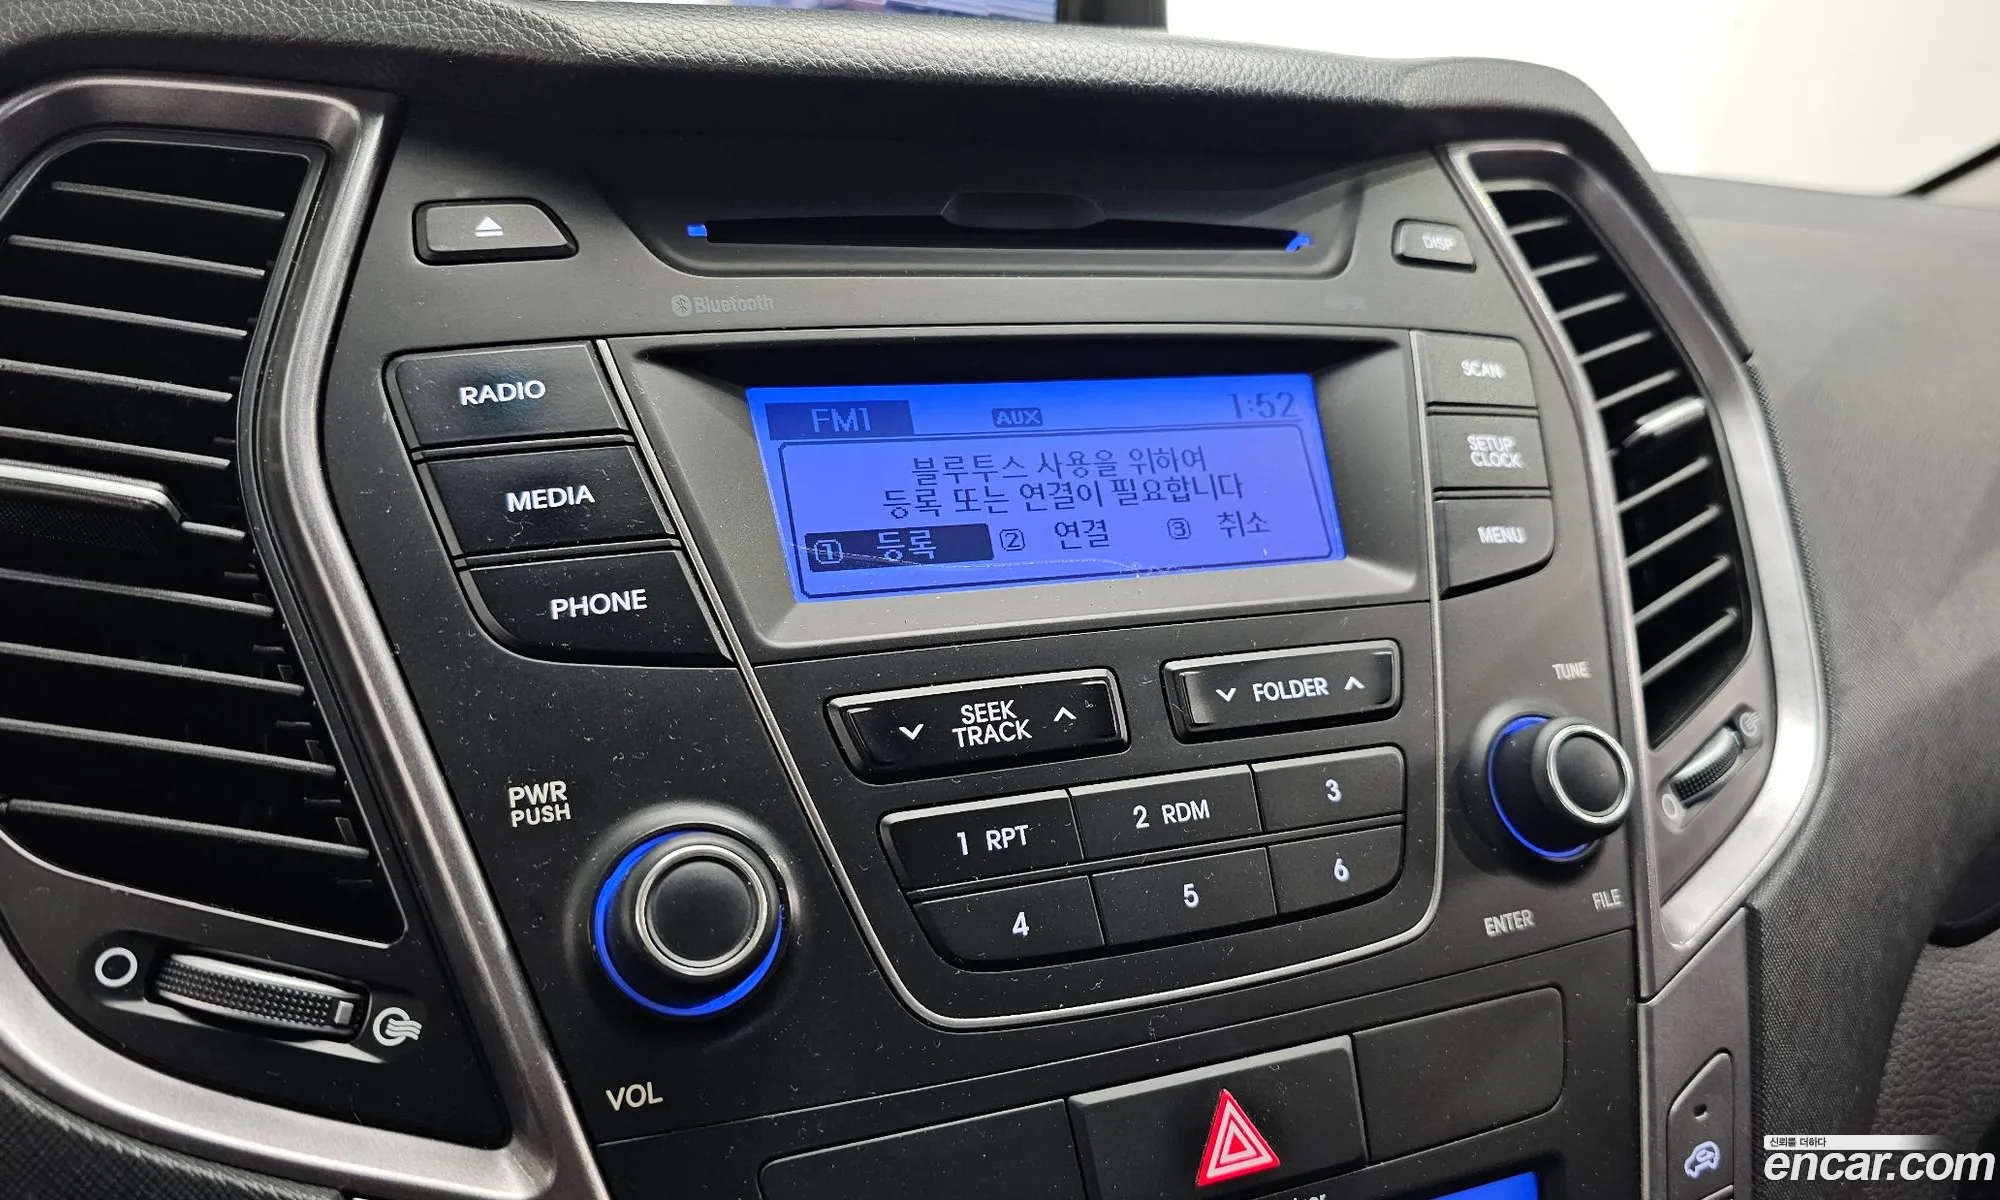 DISP
Bluetooth
RADIO
MEDIA
PHONE
FM1 AUX 1:52
블루투스 사용을 위하여
등록 또는 연결이 필요합니다
1 등록 2 연결 3 취소
SCAN
SETUP
CLOCK
MENU
SEEK
TRACK
FOLDER
TUNE
PWR
PUSH
1 RPT
2 RDM
3
4
5
6
VOL
ENTER
FILE
신뢰를 더하다
encar.com